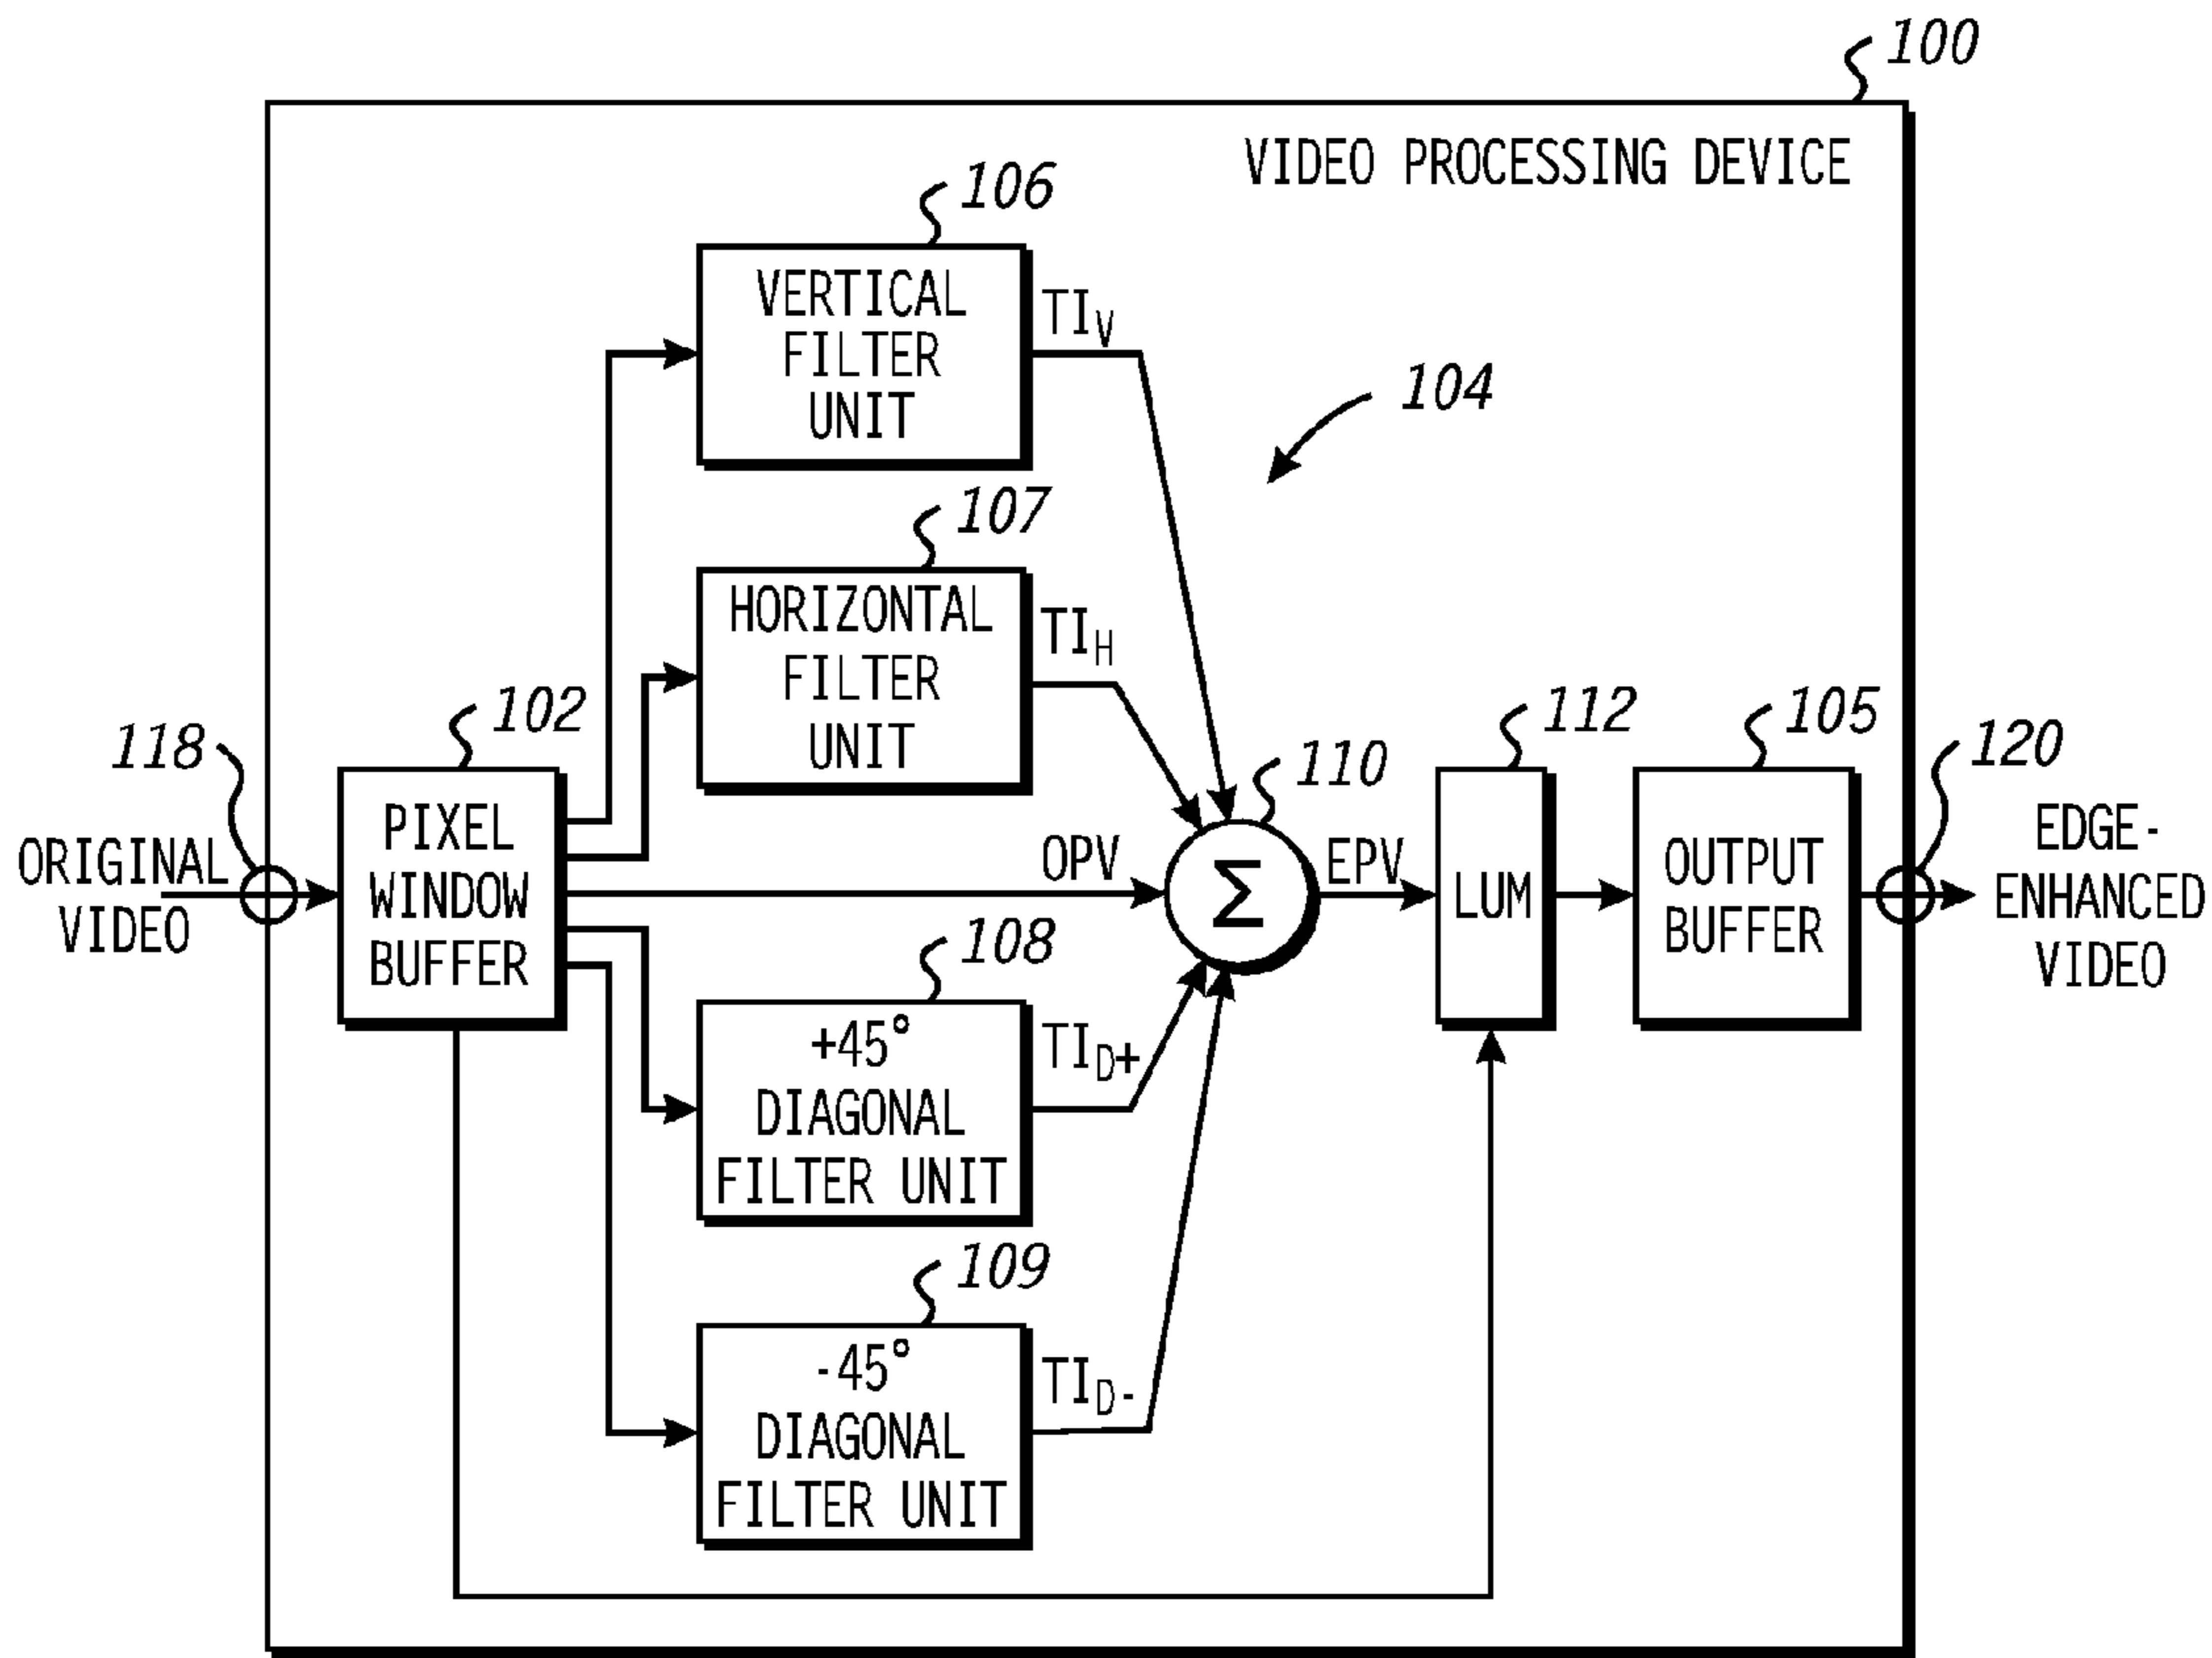 100
VIDEO PROCESSING DEVICE
106
VERTICAL
FILTER
UNIT
TIV
104
107
HORIZONTAL
FILTER
UNIT
TIH
118
ORIGINAL
VIDEO
102
PIXEL
WINDOW
BUFFER
OPV
110
Σ
EPV
112
LUM
105
OUTPUT
BUFFER
120
EDGE-
ENHANCED
VIDEO
108
+45°
DIAGONAL
FILTER UNIT
TID+
109
-45°
DIAGONAL
FILTER UNIT
TID-